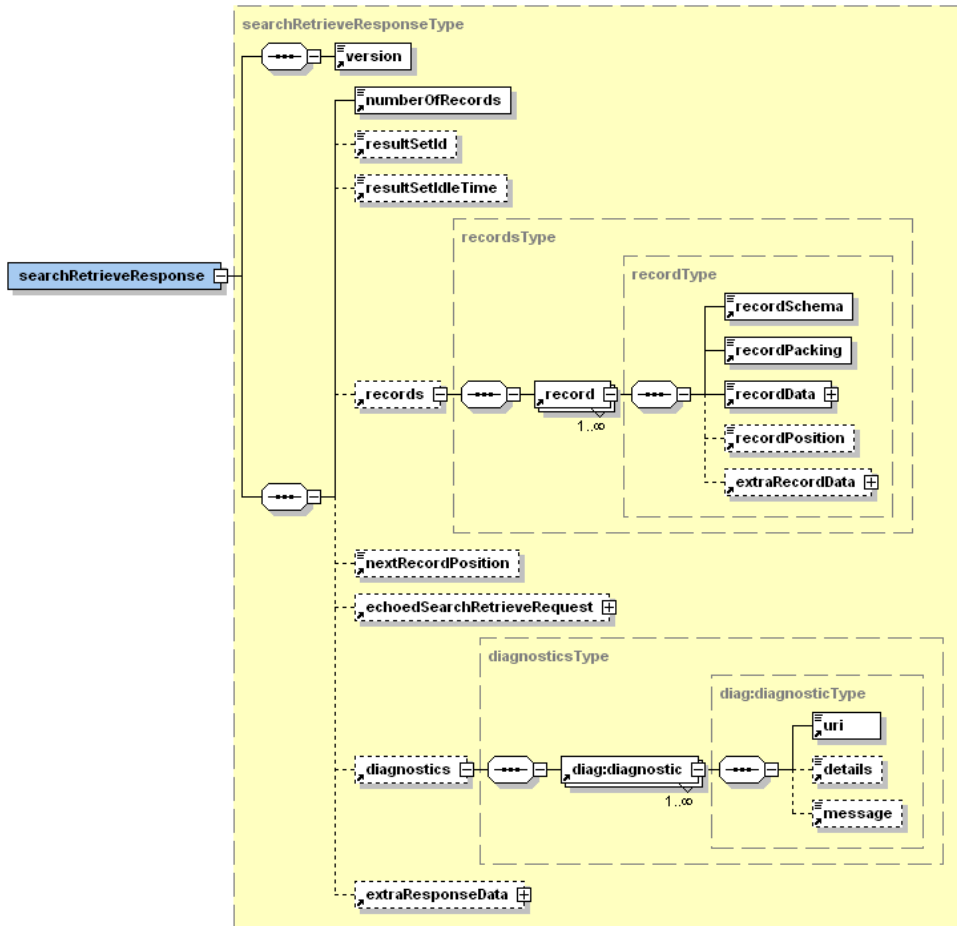 searchRetrieveResponseType
version
numberOfRecords
resultSetId
resultSetIdleTime
recordsType
recordType
searchRetrieveResponse
recordSchema
recordPacking
records
record
recordData
1..∞
recordPosition
extraRecordData
nextRecordPosition
echoedSearchRetrieveRequest
diagnosticsType
diag:diagnosticType
uri
diagnostics
diag:diagnostic
details
1..∞
message
extraResponseData